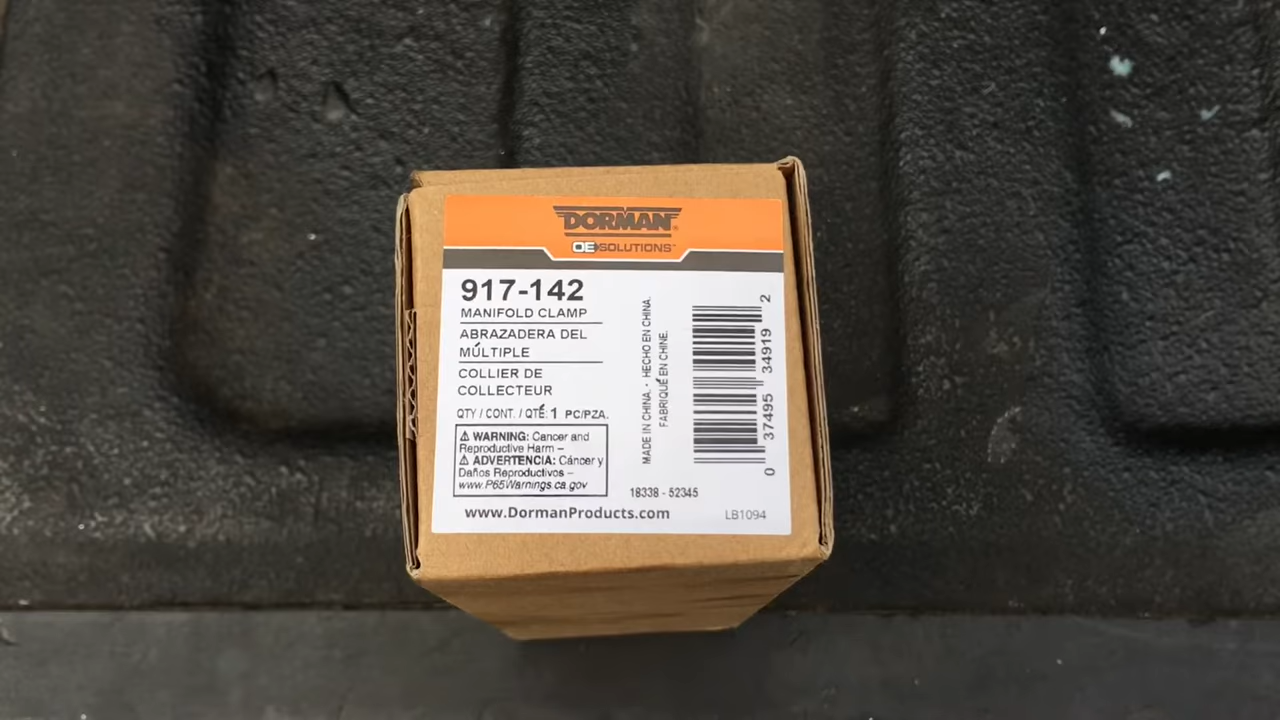 DORMAN®
OE SOLUTIONS™
917-142
MANIFOLD CLAMP
ABRAZADERA DEL
MÚLTIPLE
COLLIER DE
COLLECTEUR
QTY / CONT. / QTÉ: 1 PC/PZA.
⚠ WARNING: Cancer and
Reproductive Harm –
⚠ ADVERTENCIA: Cáncer y
Daños Reproductivos –
www.P65Warnings.ca.gov
www.DormanProducts.com
MADE IN CHINA. - HECHO EN CHINA.
FABRIQUÉ EN CHINE.
0 37495 34919 2
18338 - 52345
LB1094